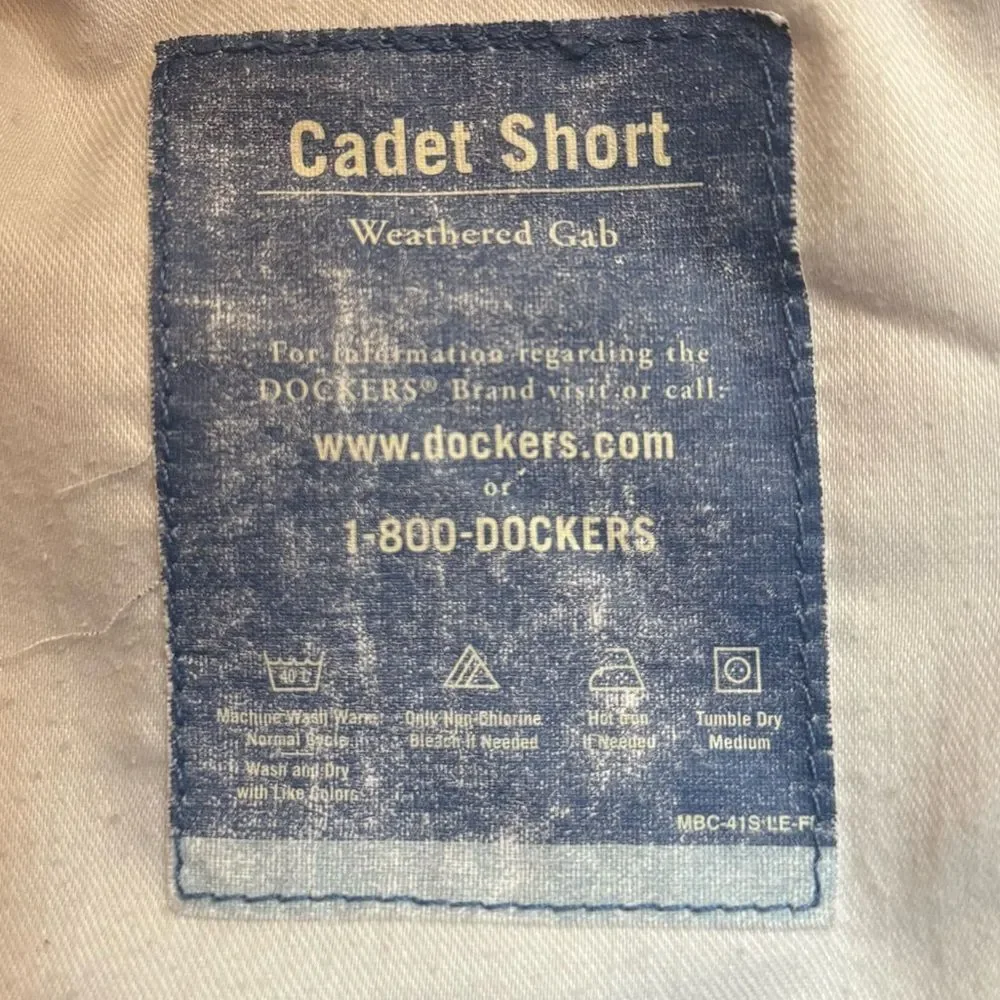 Cadet Short
Weathered Gab
For Information regarding the
DOCKERS® Brand visit or call:
www.dockers.com
or
1-800-DOCKERS
40°C
Machine Wash Warm
Normal Cycle
Wash and Dry
with Like Colors
Only Non-Chlorine
Bleach If Needed
Hot Iron
If Needed
Tumble Dry
Medium
MBC-41S LE-F